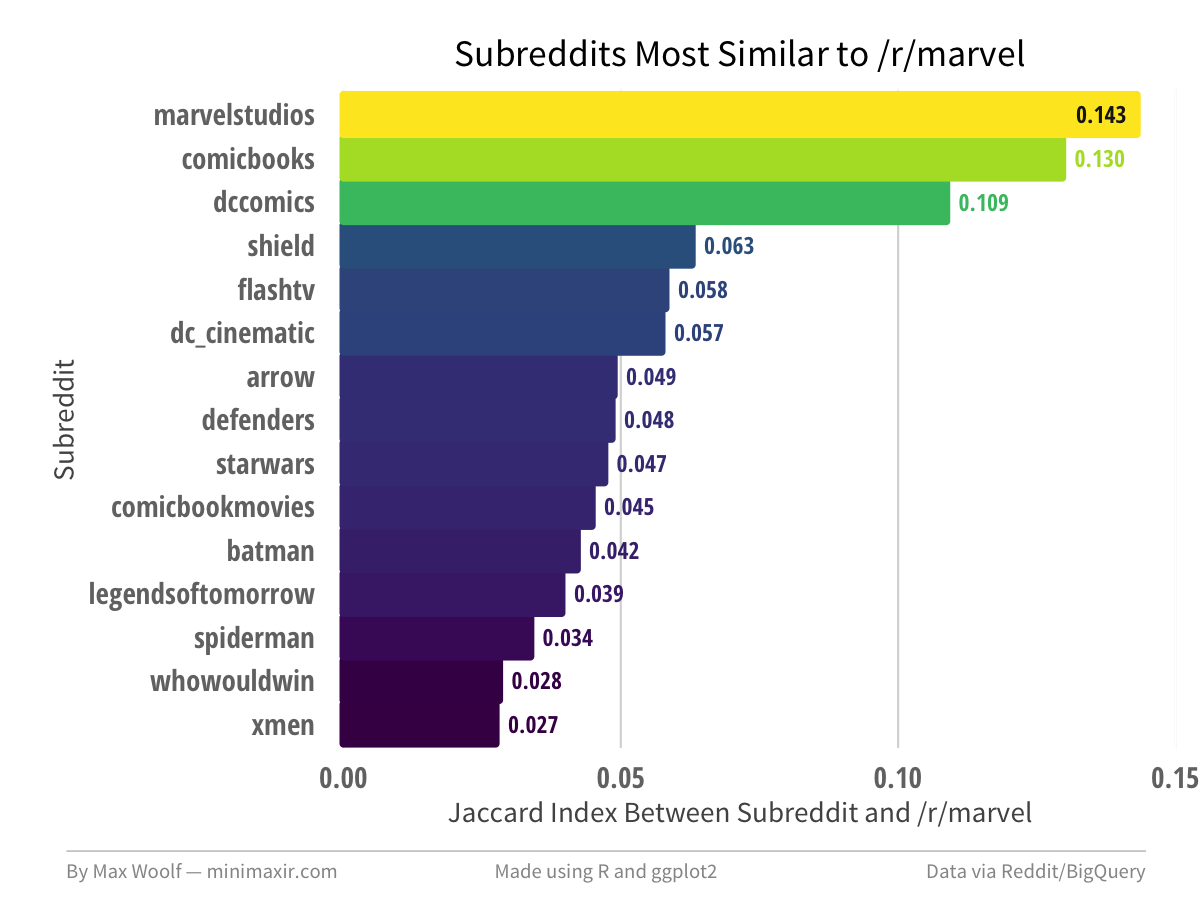 Subreddits Most Similar to /r/marvel
marvelstudios 0.143
comicbooks 0.130
dccomics 0.109
shield 0.063
flashtv 0.058
dc_cinematic 0.057
arrow 0.049
defenders 0.048
starwars 0.047
comicbookmovies 0.045
batman 0.042
legendsoftomorrow 0.039
spiderman 0.034
whowouldwin 0.028
xmen 0.027
Subreddit
0.00 0.05 0.10 0.15
Jaccard Index Between Subreddit and /r/marvel
By Max Woolf — minimaxir.com Made using R and ggplot2 Data via Reddit/BigQuery